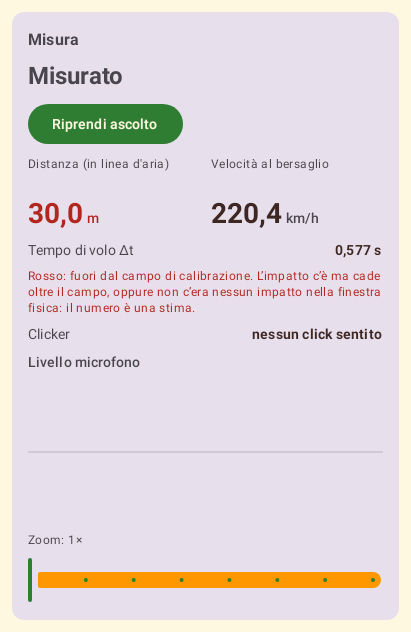 Misura
Misurato
Riprendi ascolto
Distanza (in linea d'aria)
Velocità al bersaglio
30,0 m
220,4 km/h
Tempo di volo Δt
0,577 s
Rosso: fuori dal campo di calibrazione. L'impatto c'è ma cade
oltre il campo, oppure non c'era nessun impatto nella finestra
fisica: il numero è una stima.
Clicker
nessun click sentito
Livello microfono
Zoom: 1×